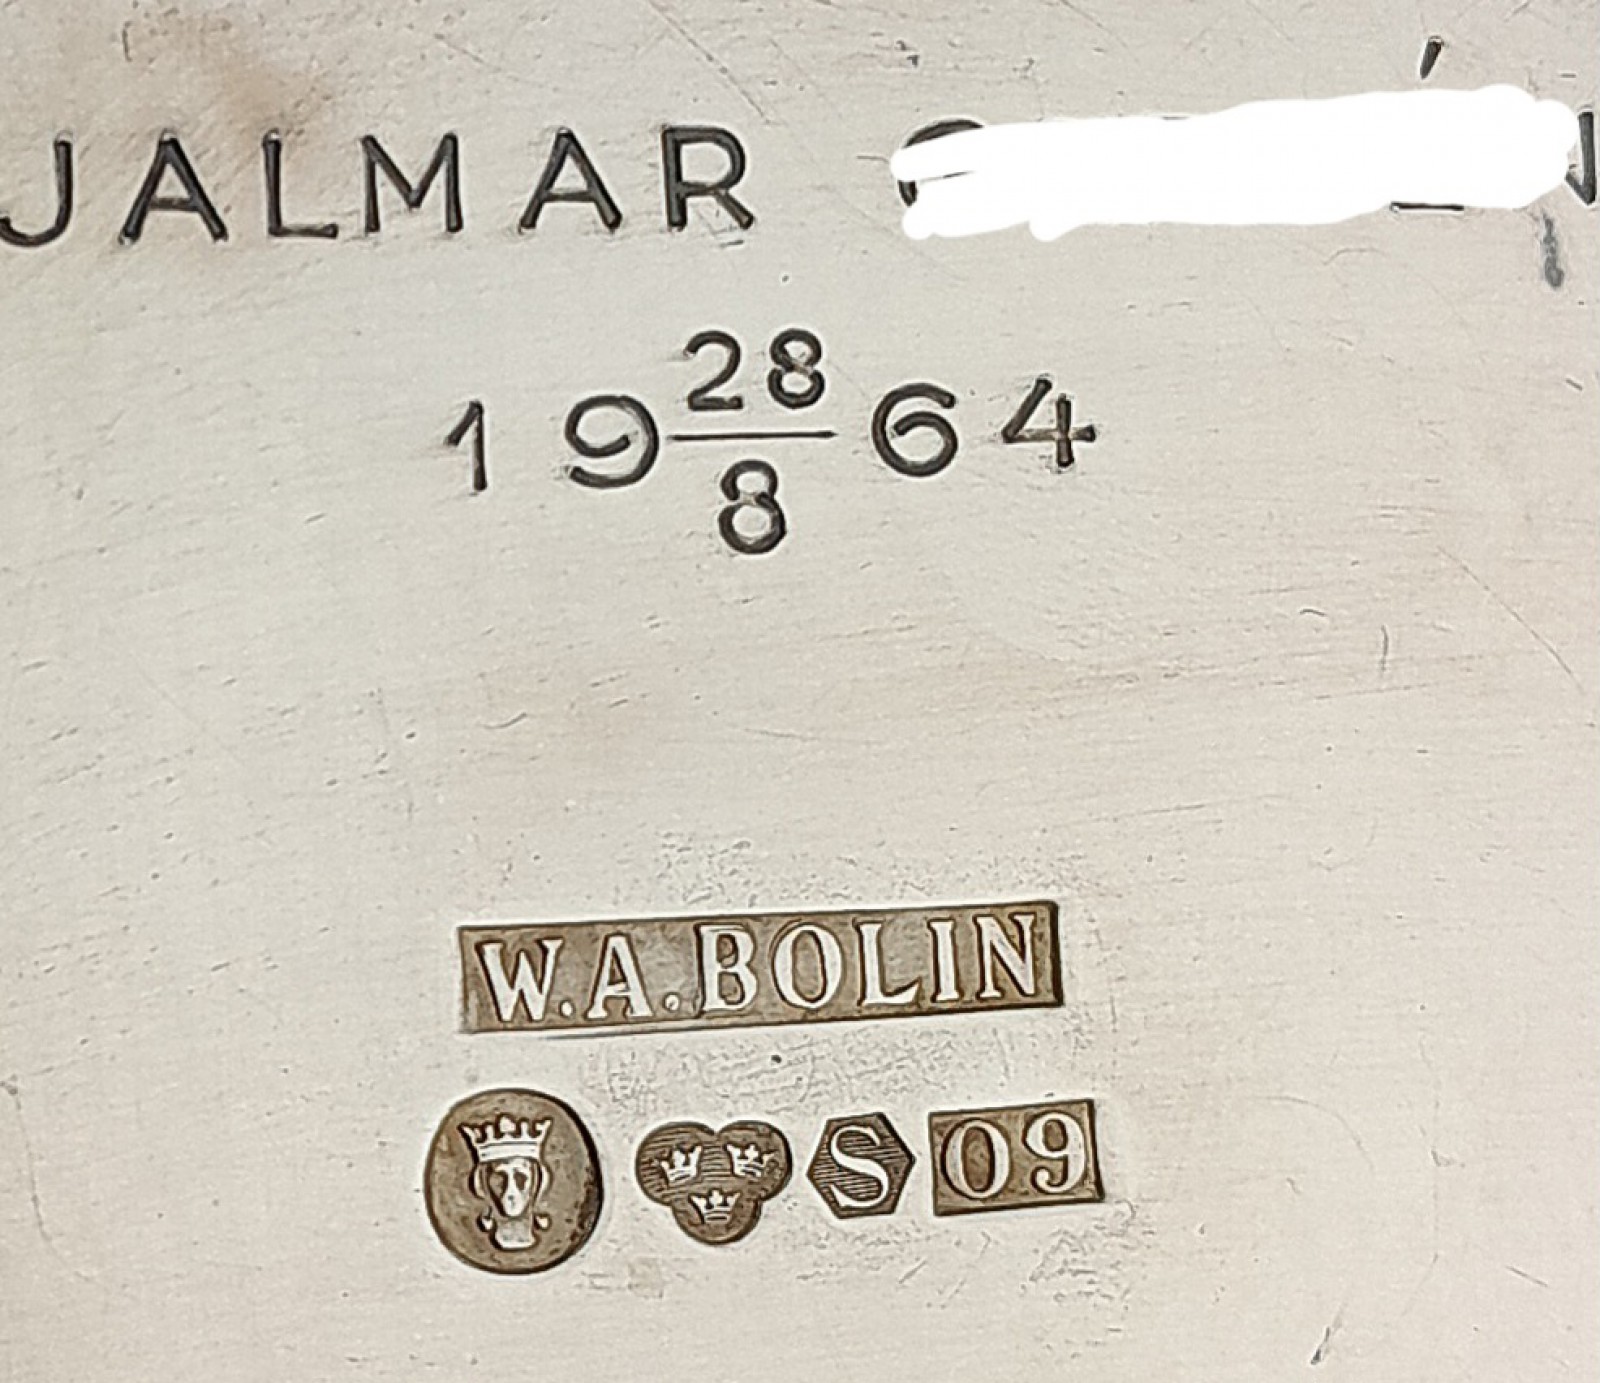 JALMAR
19 28/8 64
W.A.BOLIN
S 09